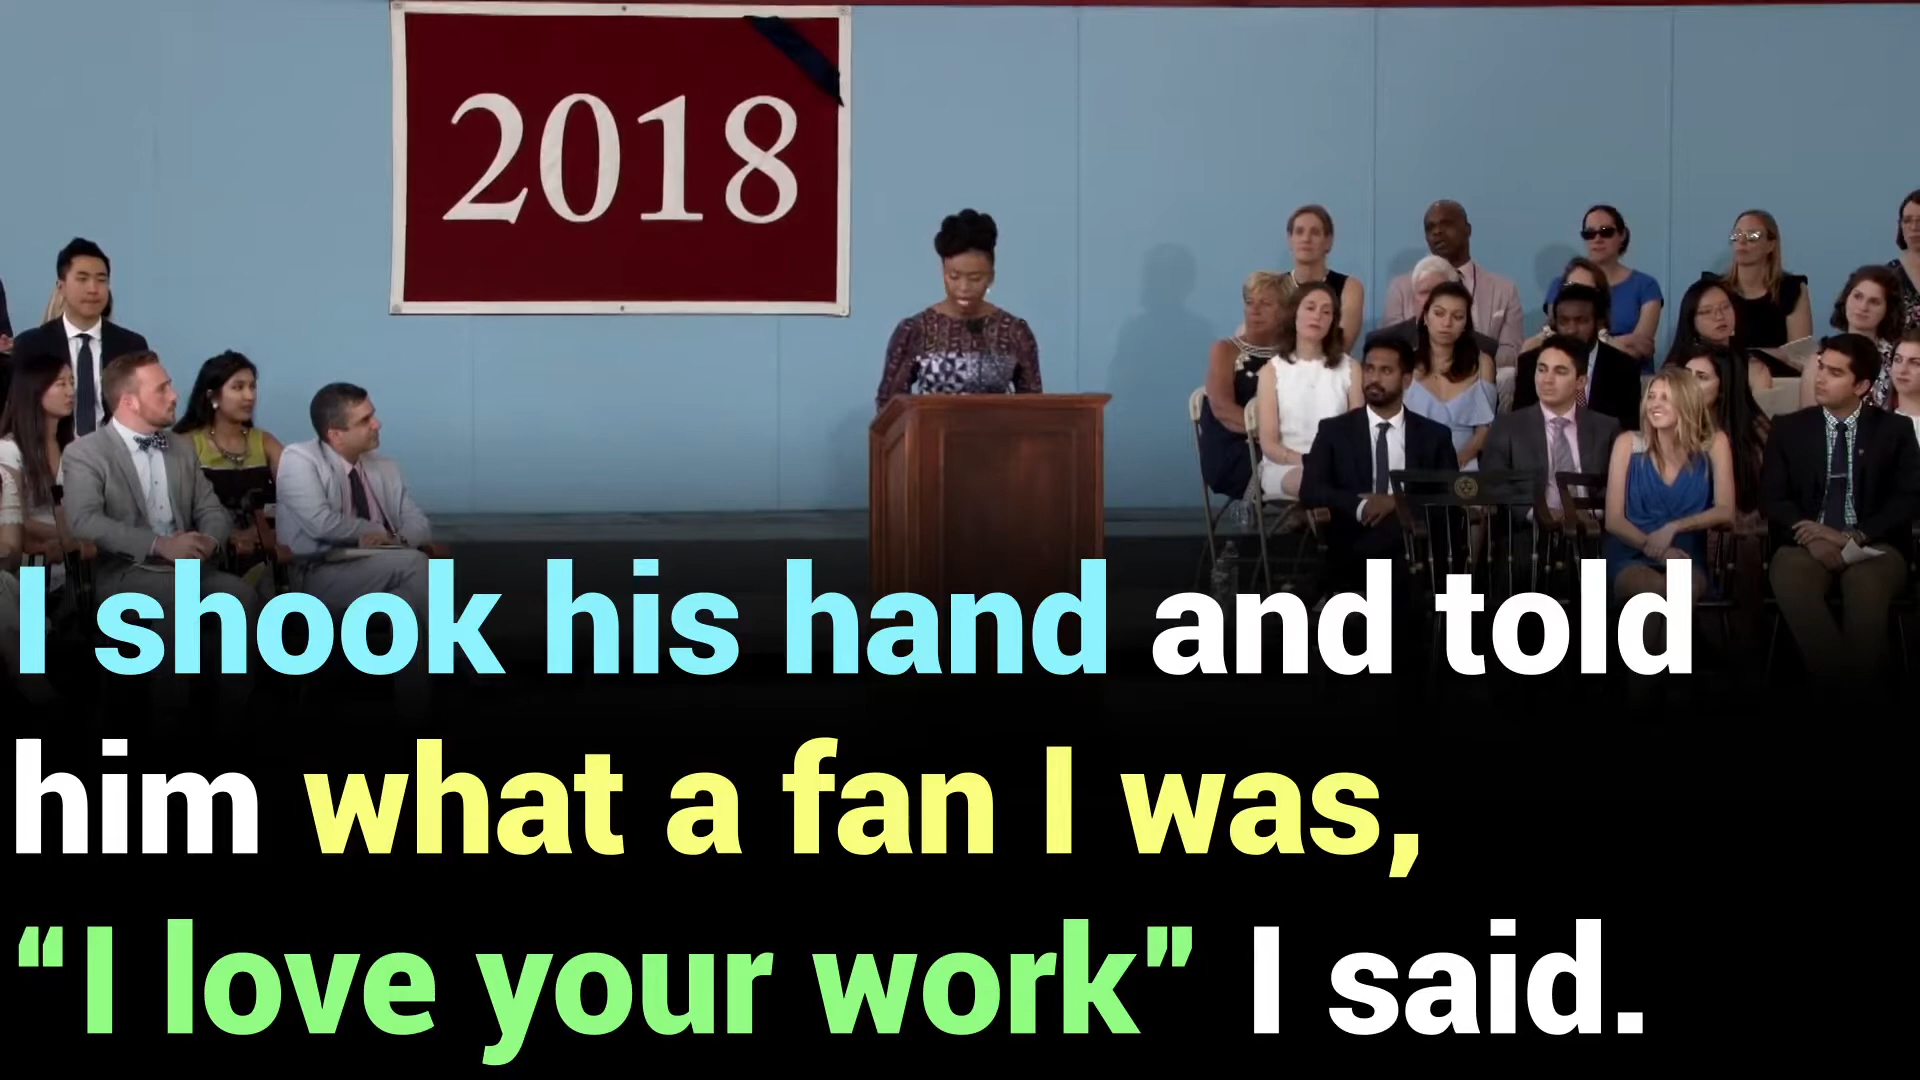 2018
I shook his hand and told
him what a fan I was,
“I love your work” I said.